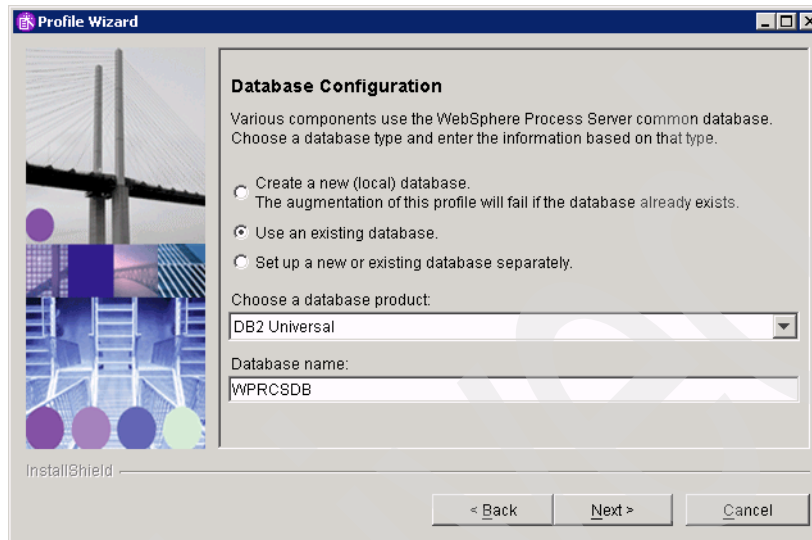 Profile Wizard
Database Configuration
Various components use the WebSphere Process Server common database.
Choose a database type and enter the information based on that type.
Create a new (local) database.
The augmentation of this profile will fail if the database already exists.
Use an existing database.
Set up a new or existing database separately.
Choose a database product:
DB2 Universal
Database name:
WPRCSDB
InstallShield
< Back
Next >
Cancel